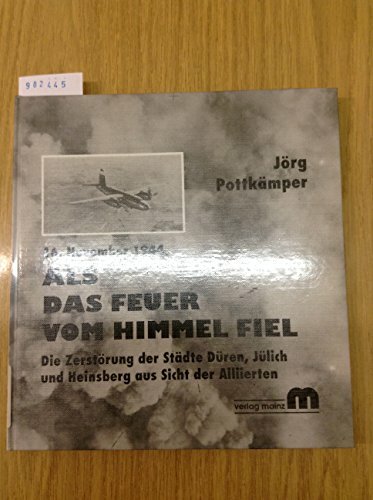 902445
Jörg
Pottkämper
16. November 1944
ALS
DAS FEUER
VOM HIMMEL FIEL
Die Zerstörung der Städte Düren, Jülich
und Heinsberg aus Sicht der Alliierten
verlag mainz
m